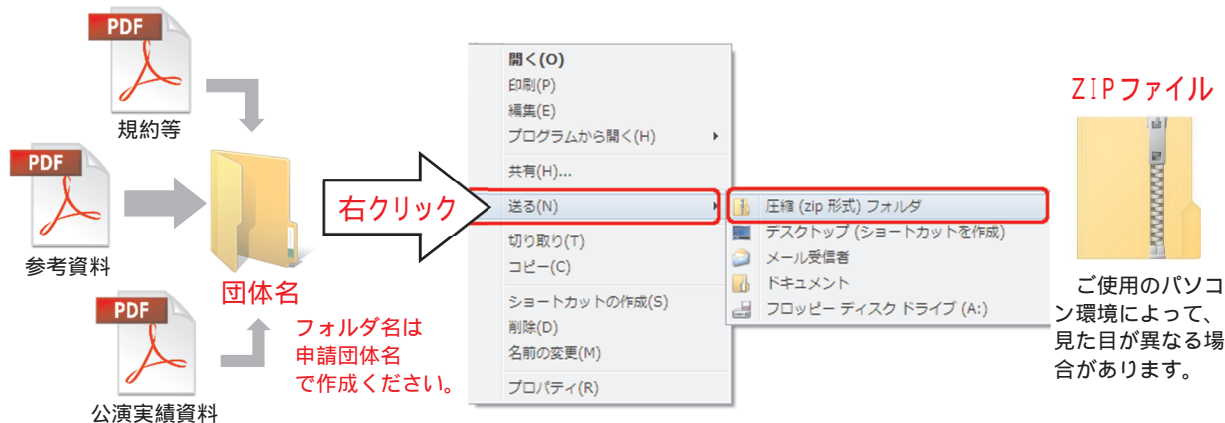 PDF
規約等
PDF
参考資料
PDF
公演実績資料
団体名
フォルダ名は
申請団体名
で作成ください。
右クリック
開く(O)
印刷(P)
編集(E)
プログラムから開く(H)
共有(H)...
送る(N)
切り取り(T)
コピー(C)
ショートカットの作成(S)
削除(D)
名前の変更(M)
プロパティ(R)
圧縮 (zip 形式) フォルダ
デスクトップ (ショートカットを作成)
メール受信者
ドキュメント
フロッピー ディスク ドライブ (A:)
ZIPファイル
ご使用のパソコ
ン環境によって、
見た目が異なる場
合があります。